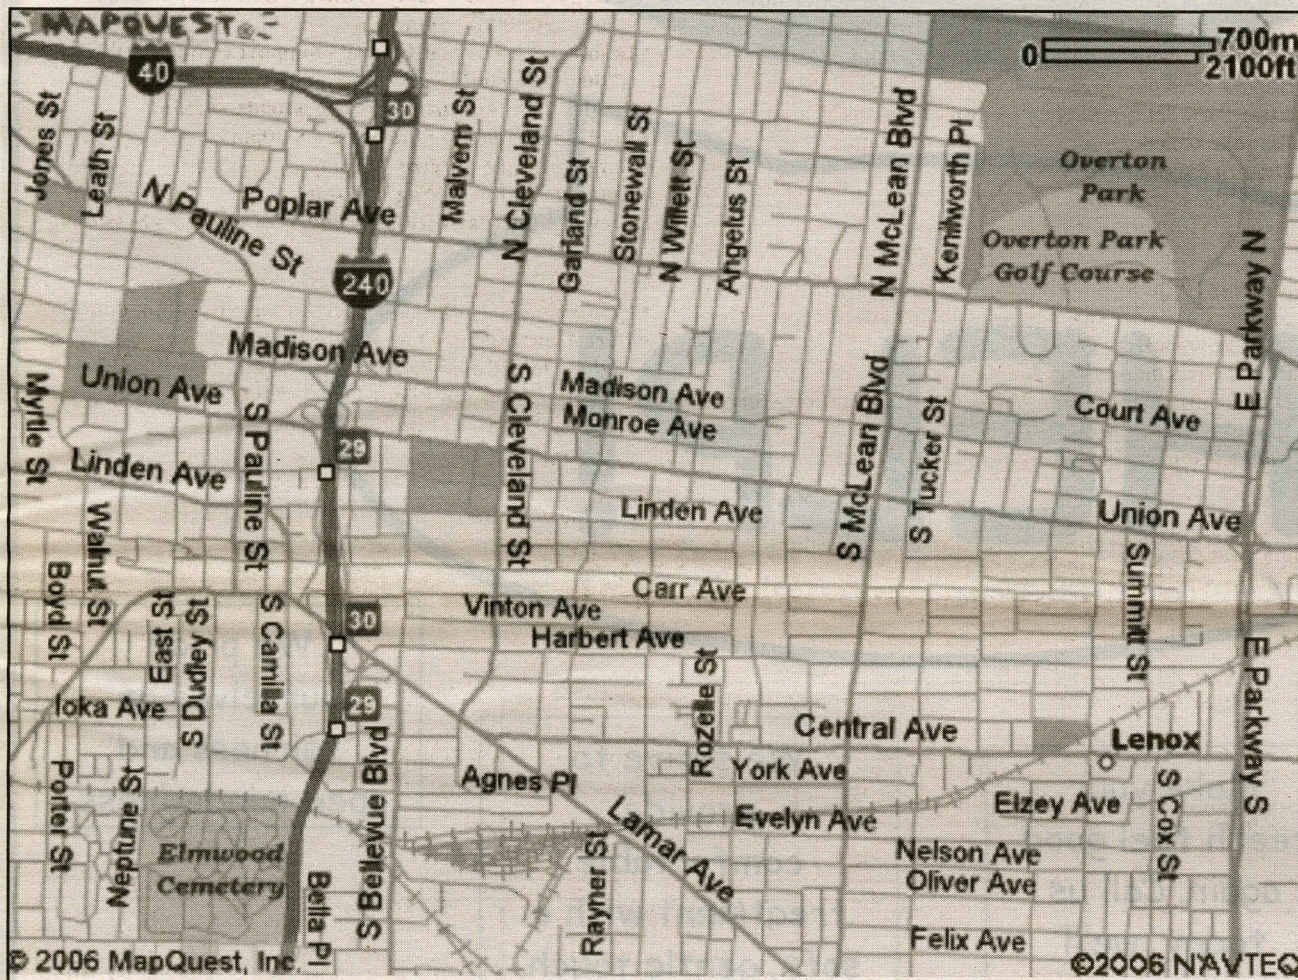 MAPQUEST®
0 700m
2100ft
40
30
Jones St
Leath St
N Pauline St
Poplar Ave
Malvern St
N Cleveland St
Garland St
Stonewall St
N Willett St
Angelus St
N McLean Blvd
Kenilworth Pl
Overton
Park
Overton Park
Golf Course
E Parkway N
240
Madison Ave
Union Ave
Myrtle St
S Pauline St
29
S Cleveland St
Madison Ave
Monroe Ave
S McLean Blvd
S Tucker St
Court Ave
Linden Ave
Linden Ave
Union Ave
Walnut St
Boyd St
East St
S Dudley St
S Camilla St
30
Vinton Ave
Carr Ave
Harbert Ave
Summitt St
E Parkway S
Ioka Ave
29
Rozelle St
Central Ave
Lenox
Porter St
Neptune St
S Bellevue Blvd
Agnes Pl
York Ave
Elzey Ave
S Cox St
Lamar Ave
Evelyn Ave
Elmwood
Cemetery
Bella Pl
Rayner St
Nelson Ave
Oliver Ave
Felix Ave
© 2006 MapQuest, Inc.
©2006 NAVTEQ